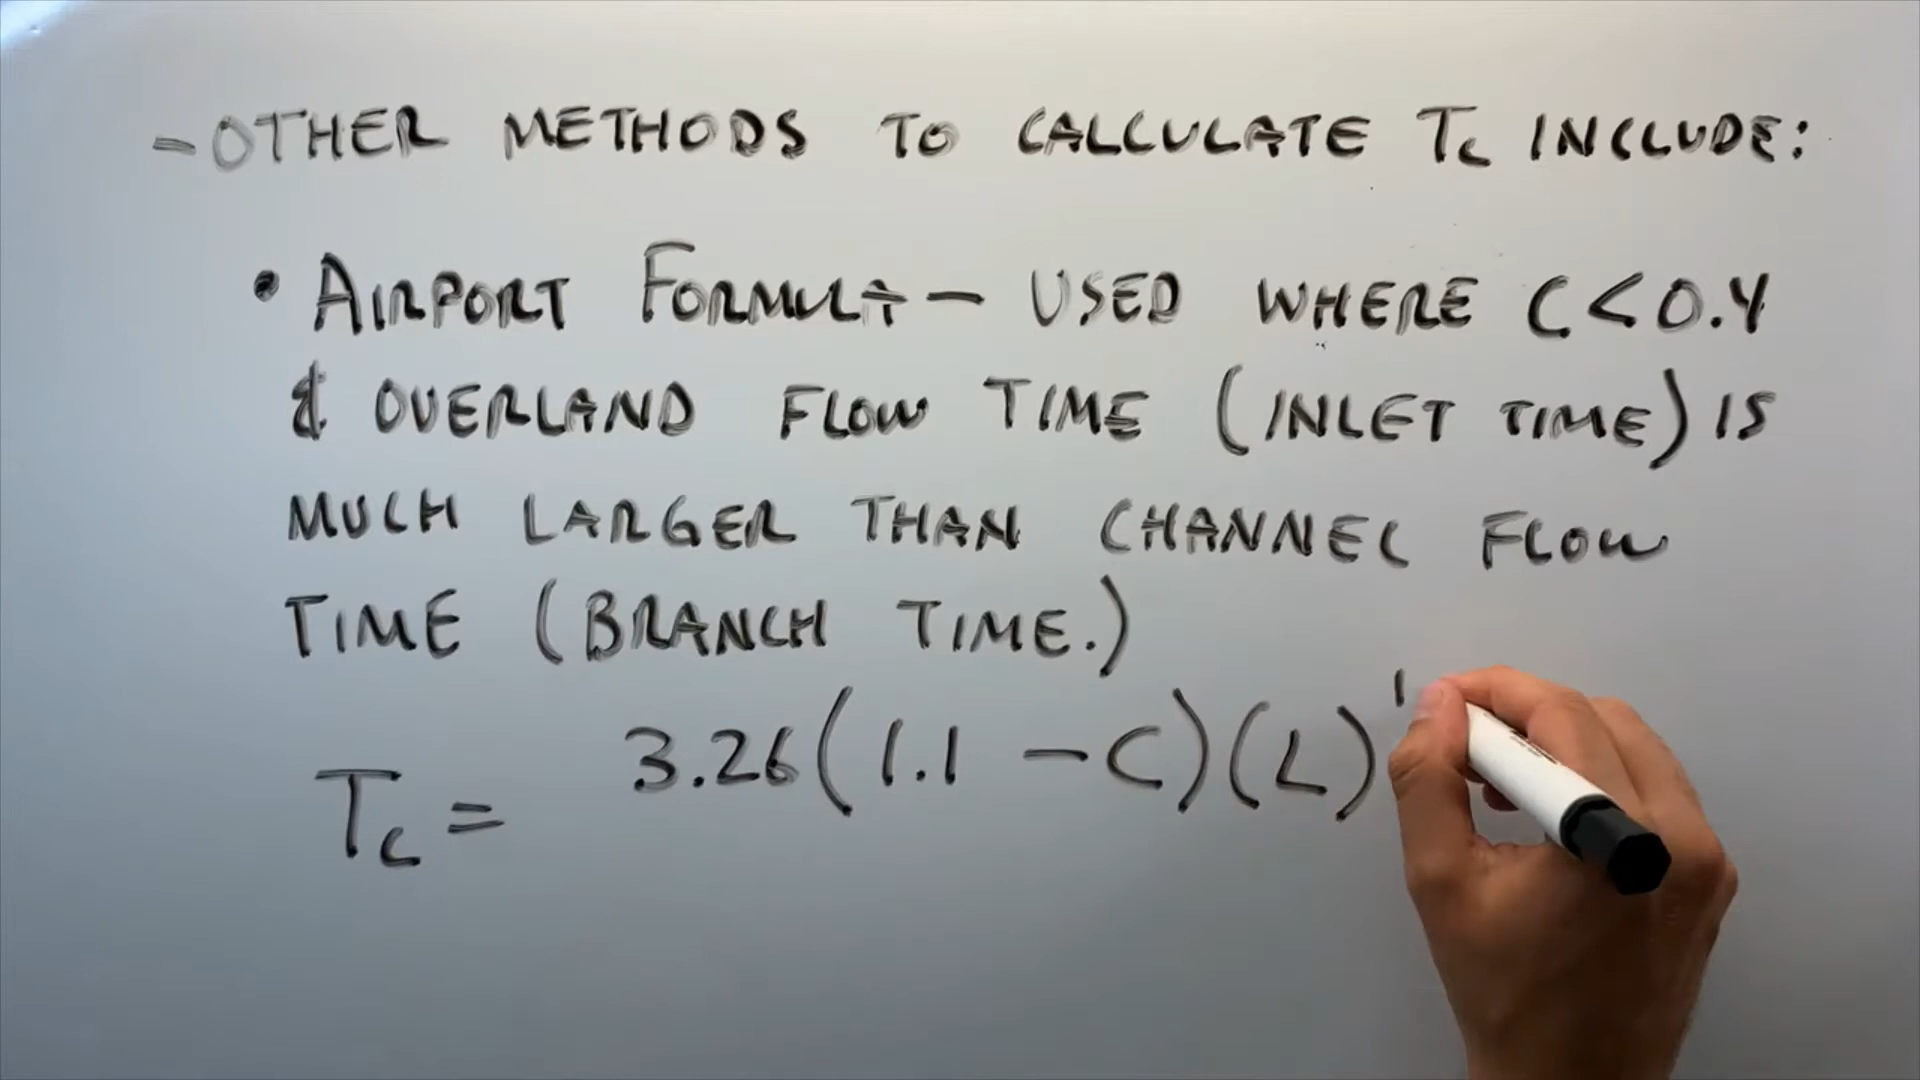 - OTHER METHODS TO CALCULATE Tc INCLUDE:
• AIRPORT FORMULA - USED WHERE C < 0.4
& OVERLAND FLOW TIME (INLET TIME) IS
MUCH LARGER THAN CHANNEL FLOW
TIME (BRANCH TIME.)
Tc = 3.26(1.1 - C)(L)^1